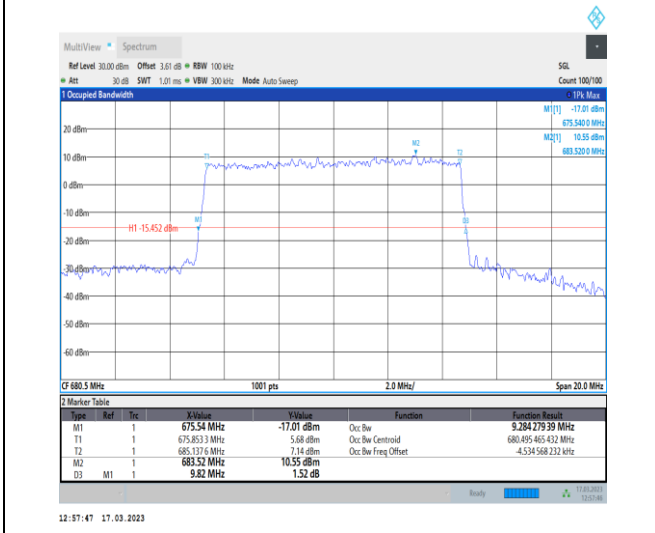 MultiView Spectrum
Ref Level 30.00 dBm Offset 3.61 dB RBW 100 kHz SGL
Att 30 dB SWT 1.01 ms VBW 300 kHz Mode Auto Sweep Count 100/100
1 Occupied Bandwidth 1Pk Max
M1[1] -17.01 dBm
675.5400 MHz
M2[1] 10.55 dBm
683.5200 MHz
20 dBm
M2
T1 T2
10 dBm
0 dBm
-10 dBm
M1
H1 -15.452 dBm
-20 dBm
-30 dBm
-40 dBm
-50 dBm
-60 dBm
CF 680.5 MHz 1001 pts 2.0 MHz/ Span 20.0 MHz
2 Marker Table
Type Ref Trc X-Value Y-Value Function Function Result
M1 1 675.54 MHz -17.01 dBm Occ Bw 9.284 279 39 MHz
T1 1 675.853 3 MHz 5.68 dBm Occ Bw Centroid 680.495 465 432 MHz
T2 1 685.137 6 MHz 7.14 dBm Occ Bw Freq Offset -4.534 568 232 kHz
M2 1 683.52 MHz 10.55 dBm
D3 M1 1 9.82 MHz 1.52 dB
Ready 17.03.2023
12:57:46
12:57:47 17.03.2023